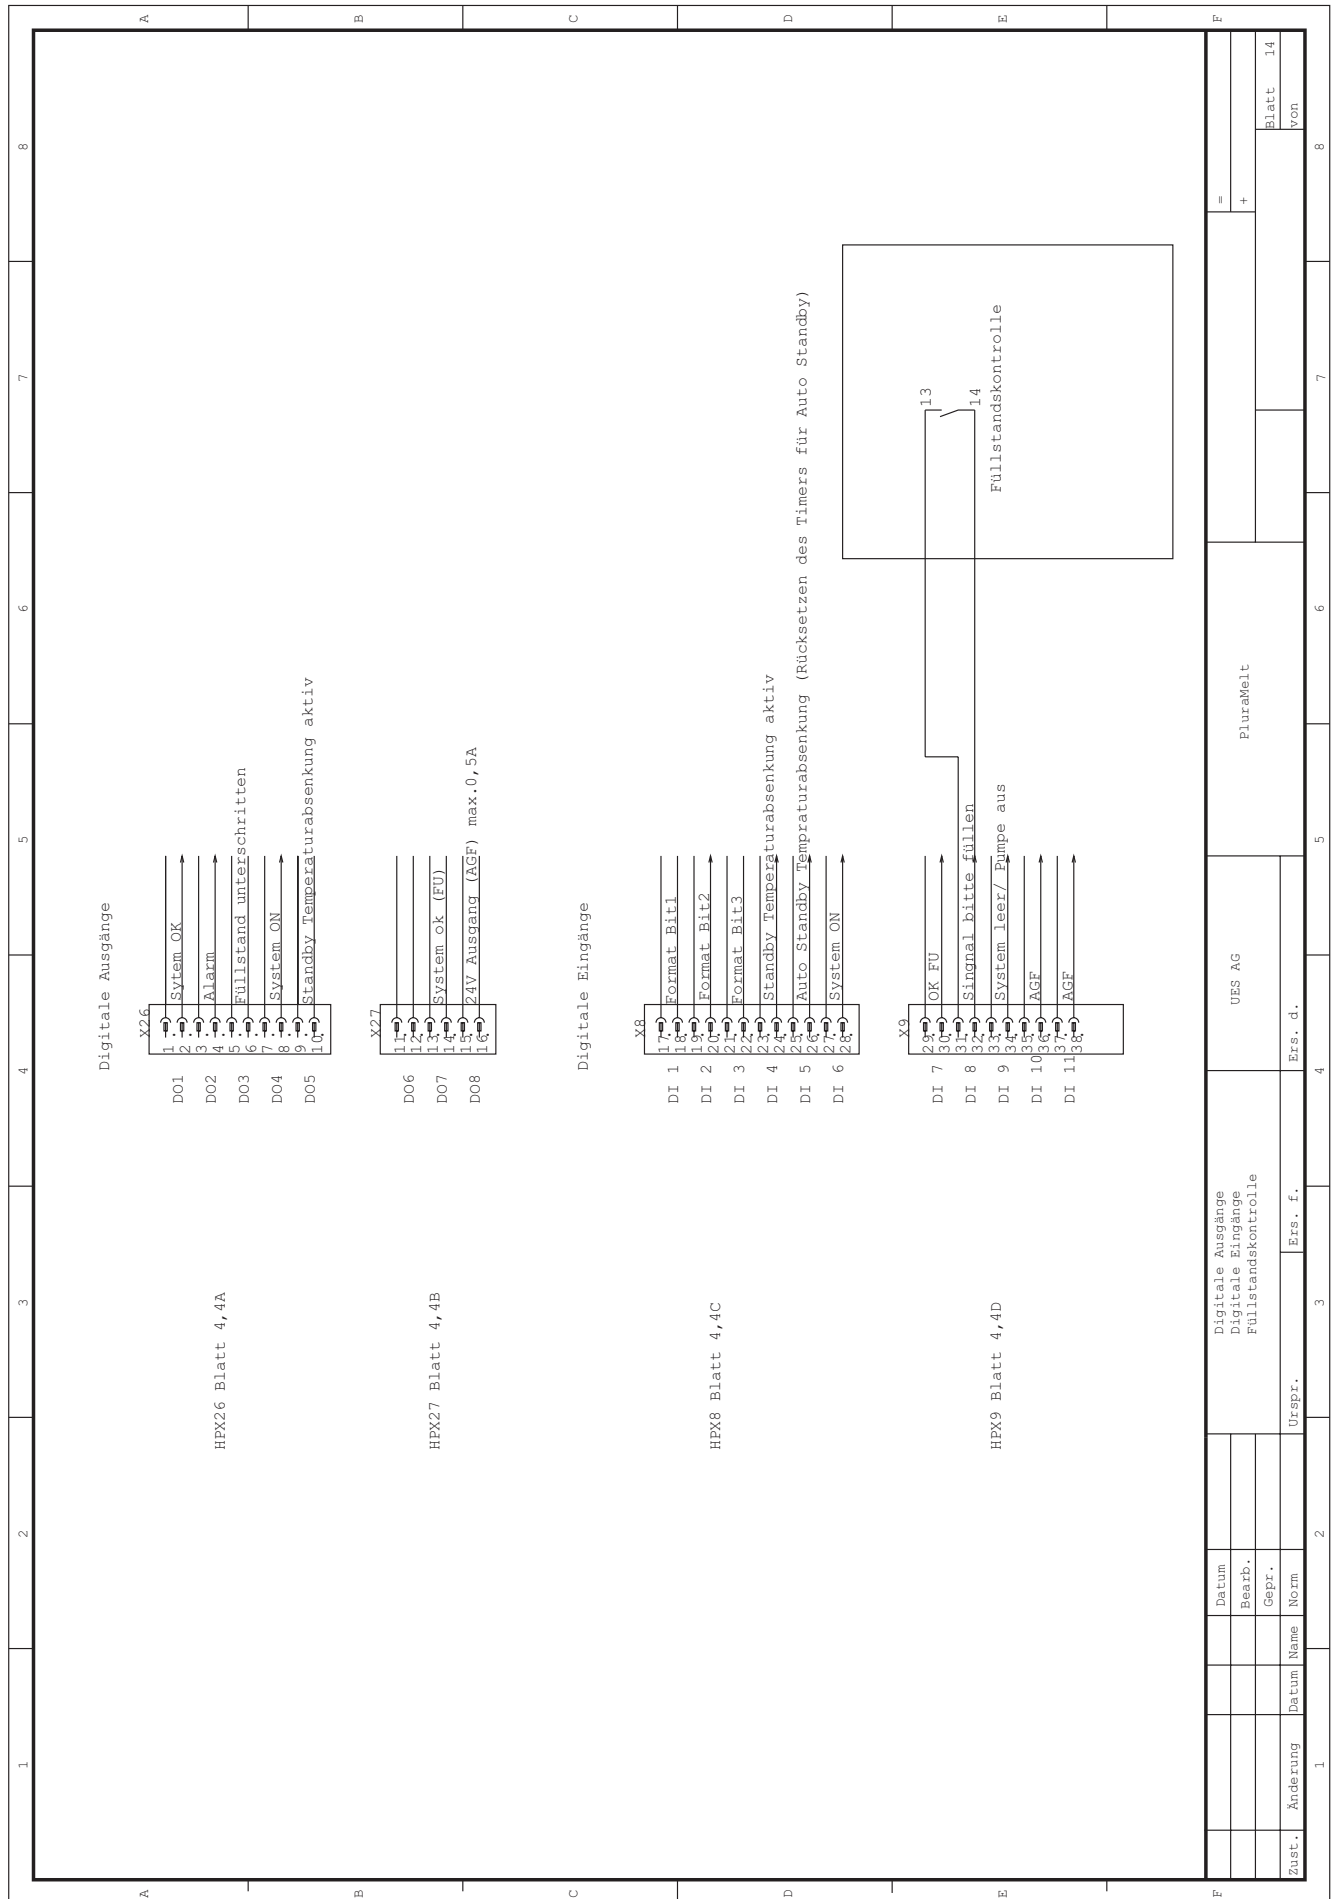 1 2 3 4 5 6 7 8
A
B
C
D
E
F
Digitale Ausgänge
X26
DO1 1. System OK
2.
DO2 3. Alarm
4.
DO3 5. Füllstand unterschritten
6.
DO4 7. System ON
8.
DO5 9. Standby Temperaturabsenkung aktiv
10.
HPX26 Blatt 4,4A
X27
DO6 11.
12.
DO7 13. System ok (FU)
14.
DO8 15. 24V Ausgang (AGF) max.0,5A
16.
HPX27 Blatt 4,4B
Digitale Eingänge
X8
DI 1 17. Format Bit1
18.
DI 2 19. Format Bit2
20.
DI 3 21. Format Bit3
22.
DI 4 23. Standby Temperaturabsenkung aktiv
24.
DI 5 25. Auto Standby Tempraturabsenkung (Rücksetzen des Timers für Auto Standby)
26.
DI 6 27. System ON
28.
HPX8 Blatt 4,4C
X9
DI 7 29. OK FU
30.
DI 8 31. Singnal bitte füllen
32.
DI 9 33. System leer/ Pumpe aus
34.
DI 10 35. AGF
36.
DI 11 37. AGF
38.
HPX9 Blatt 4,4D
13
14
Füllstandskontrolle
Datum
Bearb.
Gepr.
Zust. Änderung Datum Name Norm
Digitale Ausgänge
Digitale Eingänge
Füllstandskontrolle
Urspr. Ers. f. Ers. d.
UES AG
PluraMelt
=
+
Blatt 14
von
1 2 3 4 5 6 7 8
A
B
C
D
E
F